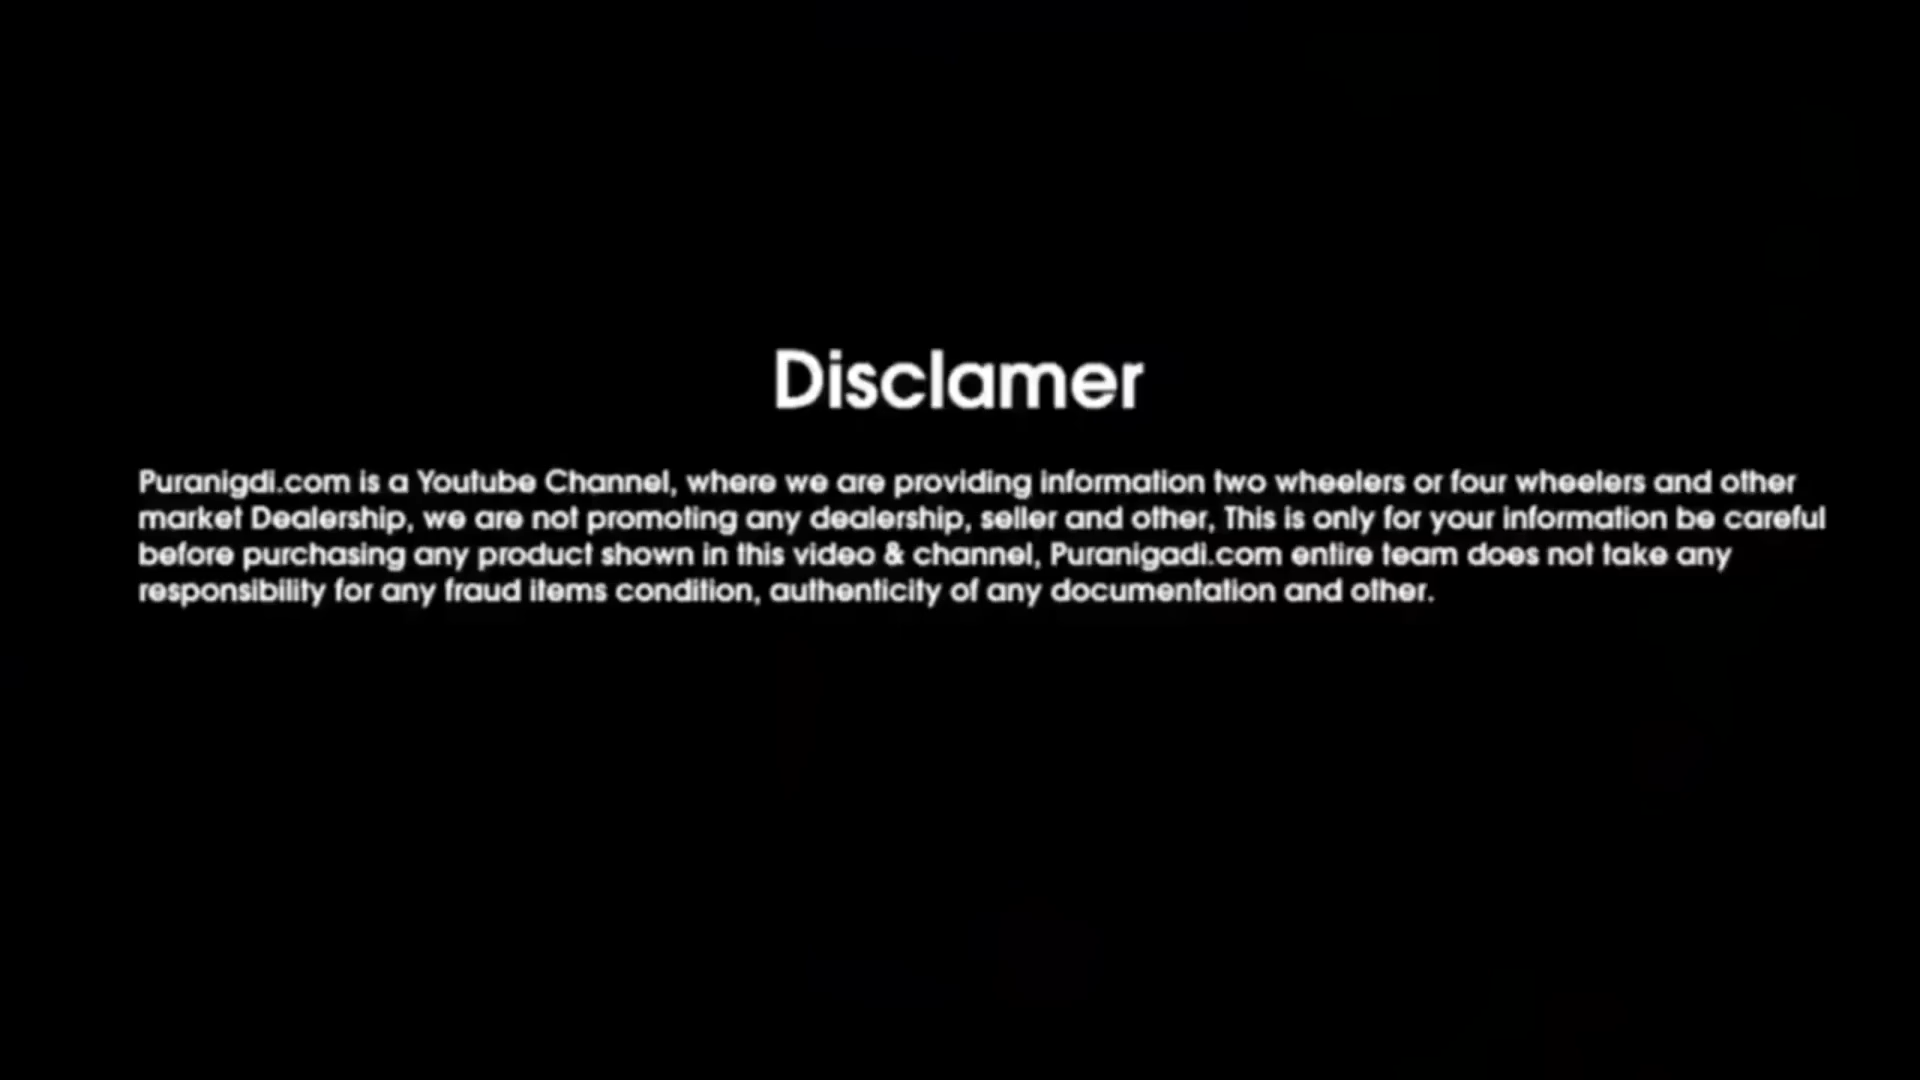 Disclamer
Puranigdi.com is a Youtube Channel, where we are providing information two wheelers or four wheelers and other
market Dealership, we are not promoting any dealership, seller and other, This is only for your information be careful
before purchasing any product shown in this video & channel, Puranigadi.com entire team does not take any
responsibility for any fraud items condition, authenticity of any documentation and other.